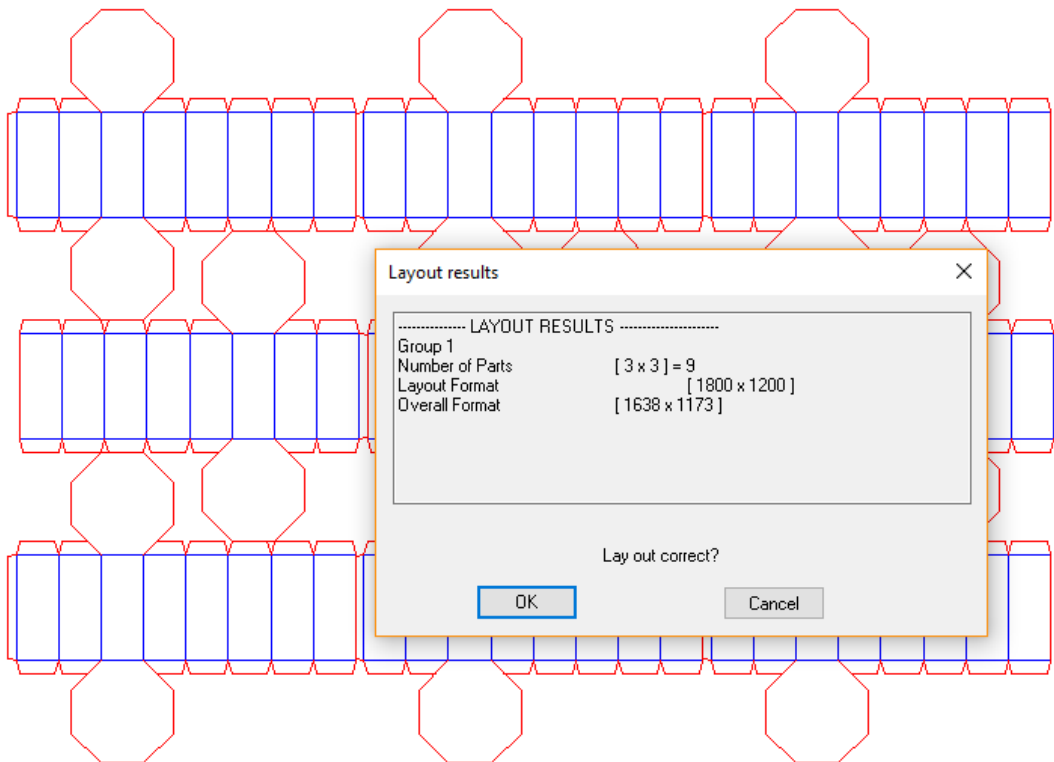 Layout results
-------------- LAYOUT RESULTS ---------------------
Group 1
Number of Parts [ 3 x 3 ] = 9
Layout Format [ 1800 x 1200 ]
Overall Format [ 1638 x 1173 ]
Lay out correct?
OK Cancel